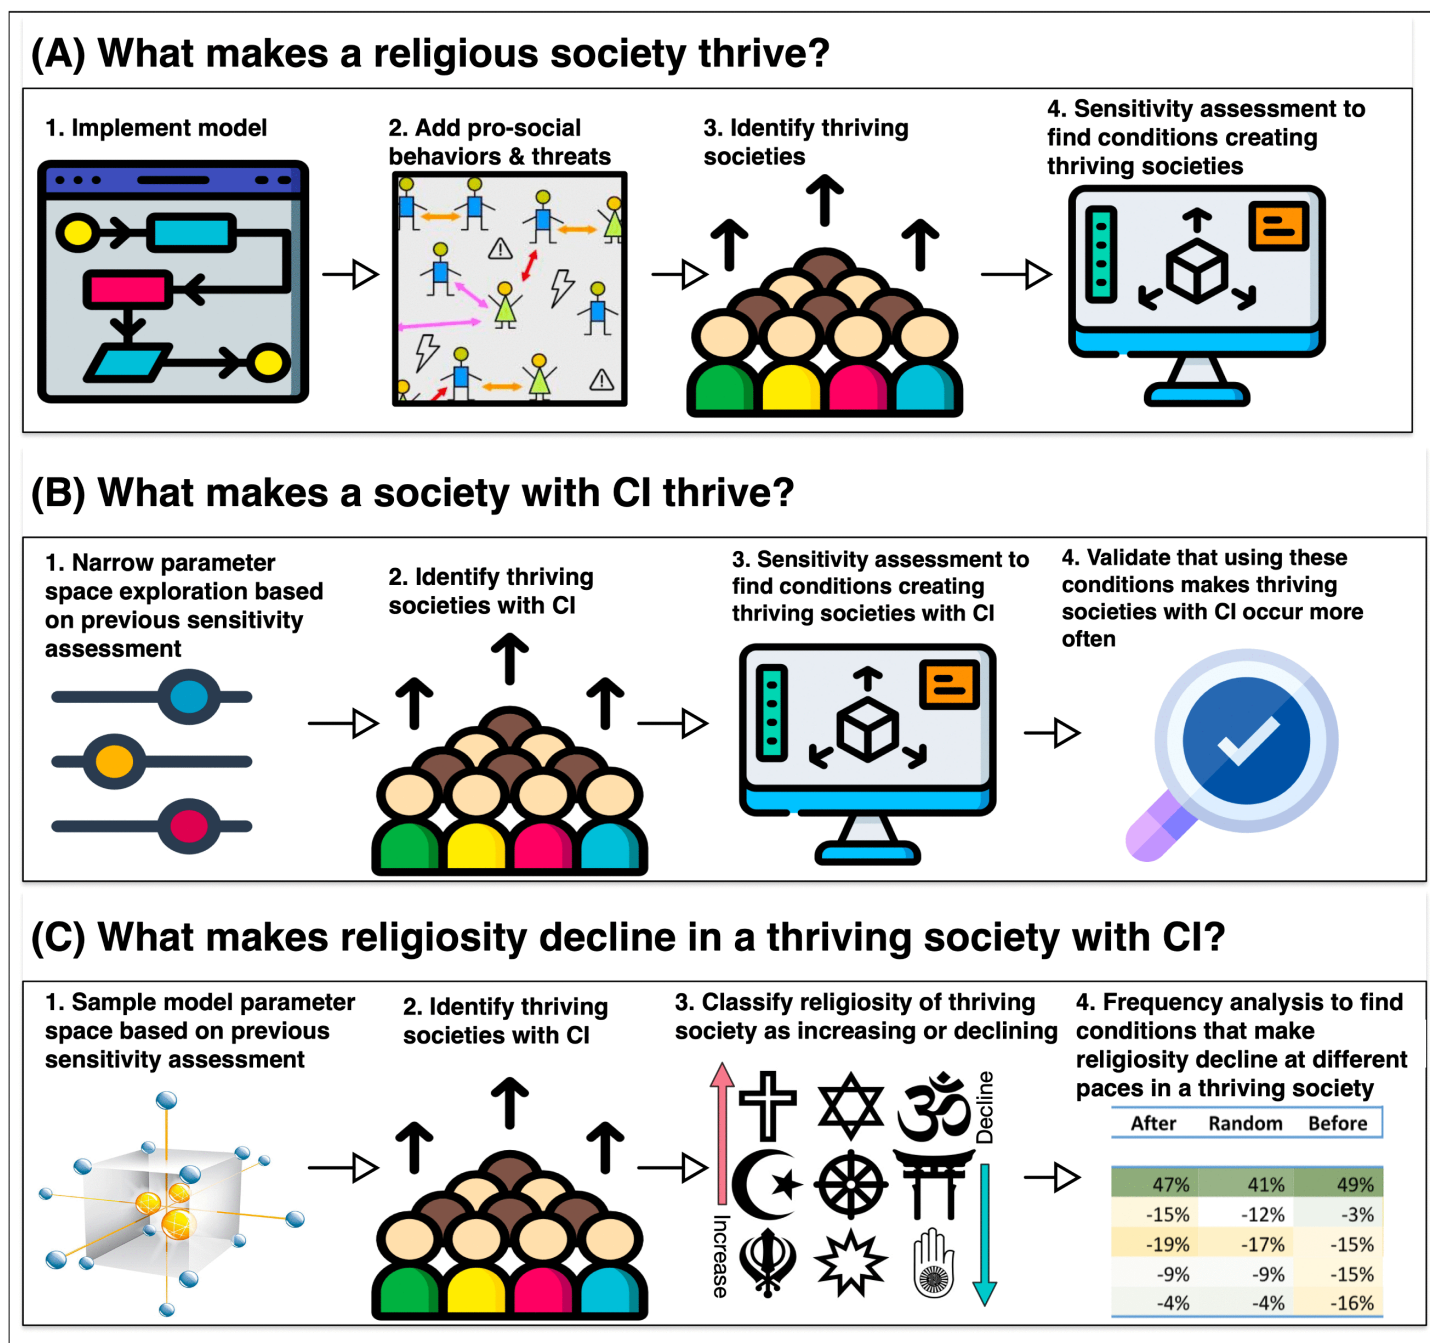 (A) What makes a religious society thrive?
1. Implement model
2. Add pro-social
behaviors & threats
3. Identify thriving
societies
4. Sensitivity assessment to
find conditions creating
thriving societies
(B) What makes a society with CI thrive?
1. Narrow parameter
space exploration based
on previous sensitivity
assessment
2. Identify thriving
societies with CI
3. Sensitivity assessment to
find conditions creating
thriving societies with CI
4. Validate that using these
conditions makes thriving
societies with CI occur more
often
(C) What makes religiosity decline in a thriving society with CI?
1. Sample model parameter
space based on previous
sensitivity assessment
2. Identify thriving
societies with CI
3. Classify religiosity of thriving
society as increasing or declining
Increase
Decline
4. Frequency analysis to find
conditions that make
religiosity decline at different
paces in a thriving society
After Random Before
47% 41% 49%
-15% -12% -3%
-19% -17% -15%
-9% -9% -15%
-4% -4% -16%